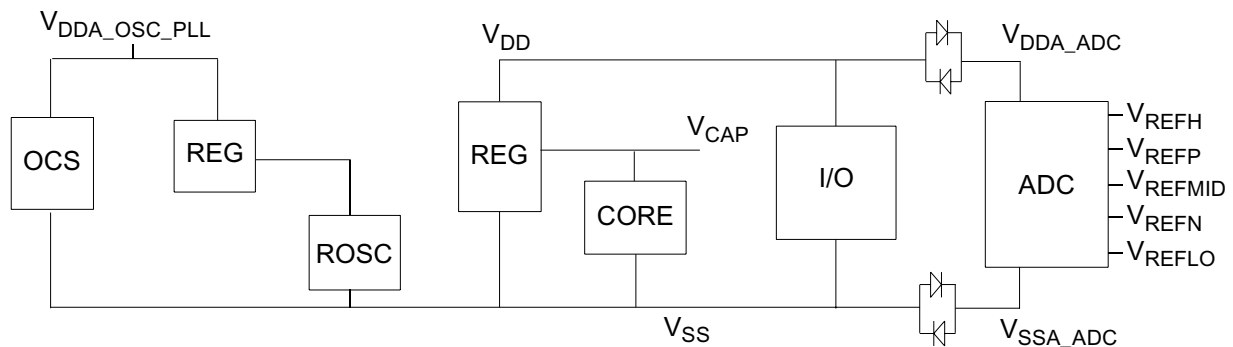 VDDA_OSC_PLL
VDD
VDDA_ADC
OCS
REG
ROSC
REG
VCAP
CORE
I/O
ADC
VREFH
VREFP
VREFMID
VREFN
VREFLO
VSS
VSSA_ADC